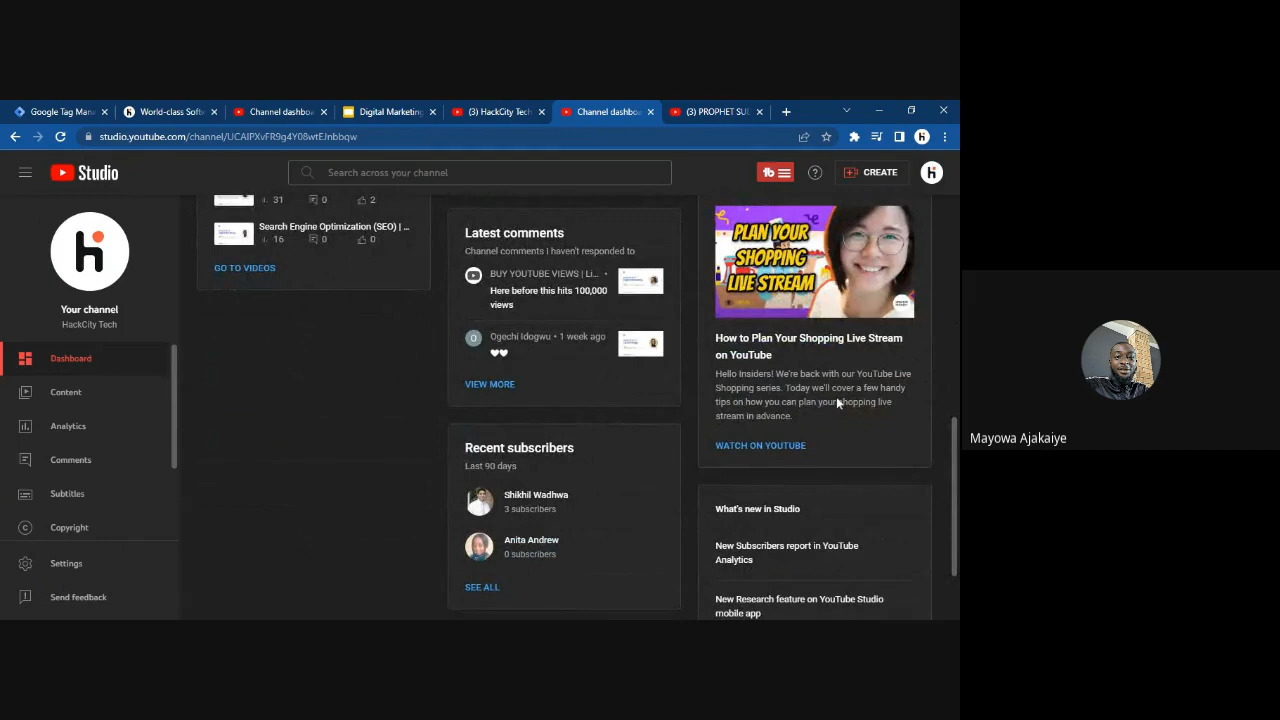 Google Tag Mana
World-class Softw
Channel dashboa
Digital Marketing
(3) HackCity Tech
Channel dashboa
(3) PROPHET SUD
studio.youtube.com/channel/UCAlPXvFR9g4Y08wtEJnbbqw
Studio
Search across your channel
CREATE
Your channel
HackCity Tech
Dashboard
Content
Analytics
Comments
Subtitles
Copyright
Settings
Send feedback
31 0 2
Search Engine Optimization (SEO) | ...
16 0 0
GO TO VIDEOS
Latest comments
Channel comments I haven't responded to
BUY YOUTUBE VIEWS | Li... •
Here before this hits 100,000
views
Ogechi Idogwu • 1 week ago
🤍🤍
VIEW MORE
Recent subscribers
Last 90 days
Shikhil Wadhwa
3 subscribers
Anita Andrew
0 subscribers
SEE ALL
PLAN YOUR
SHOPPING
LIVE STREAM
How to Plan Your Shopping Live Stream
on YouTube
Hello Insiders! We're back with our YouTube Live
Shopping series. Today we'll cover a few handy
tips on how you can plan your shopping live
stream in advance.
WATCH ON YOUTUBE
What's new in Studio
New Subscribers report in YouTube
Analytics
New Research feature on YouTube Studio
mobile app
Mayowa Ajakaiye